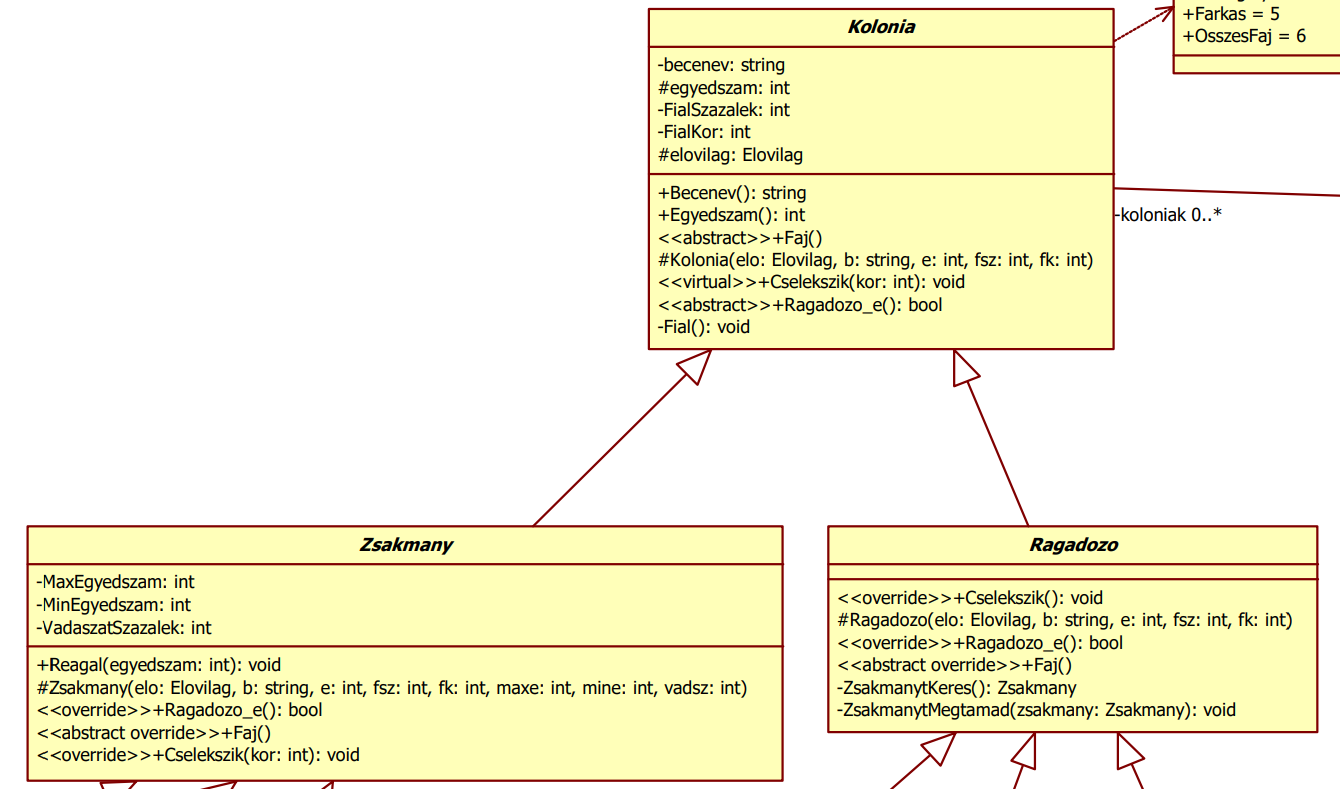 +Farkas = 5
+OsszesFaj = 6
Kolonia
-becenev: string
#egyedszam: int
-FialSzazalek: int
-FialKor: int
#elovilag: Elovilag
+Becenev(): string
+Egyedszam(): int
<<abstract>>+Faj()
#Kolonia(elo: Elovilag, b: string, e: int, fsz: int, fk: int)
<<virtual>>+Cselekszik(kor: int): void
<<abstract>>+Ragadozo_e(): bool
-Fial(): void
-koloniak 0..*
Zsakmany
-MaxEgyedszam: int
-MinEgyedszam: int
-VadaszatSzazalek: int
+Reagal(egyedszam: int): void
#Zsakmany(elo: Elovilag, b: string, e: int, fsz: int, fk: int, maxe: int, mine: int, vadsz: int)
<<override>>+Ragadozo_e(): bool
<<abstract override>>+Faj()
<<override>>+Cselekszik(kor: int): void
Ragadozo
<<override>>+Cselekszik(): void
#Ragadozo(elo: Elovilag, b: string, e: int, fsz: int, fk: int)
<<override>>+Ragadozo_e(): bool
<<abstract override>>+Faj()
-ZsakmanytKeres(): Zsakmany
-ZsakmanytMegtamad(zsakmany: Zsakmany): void